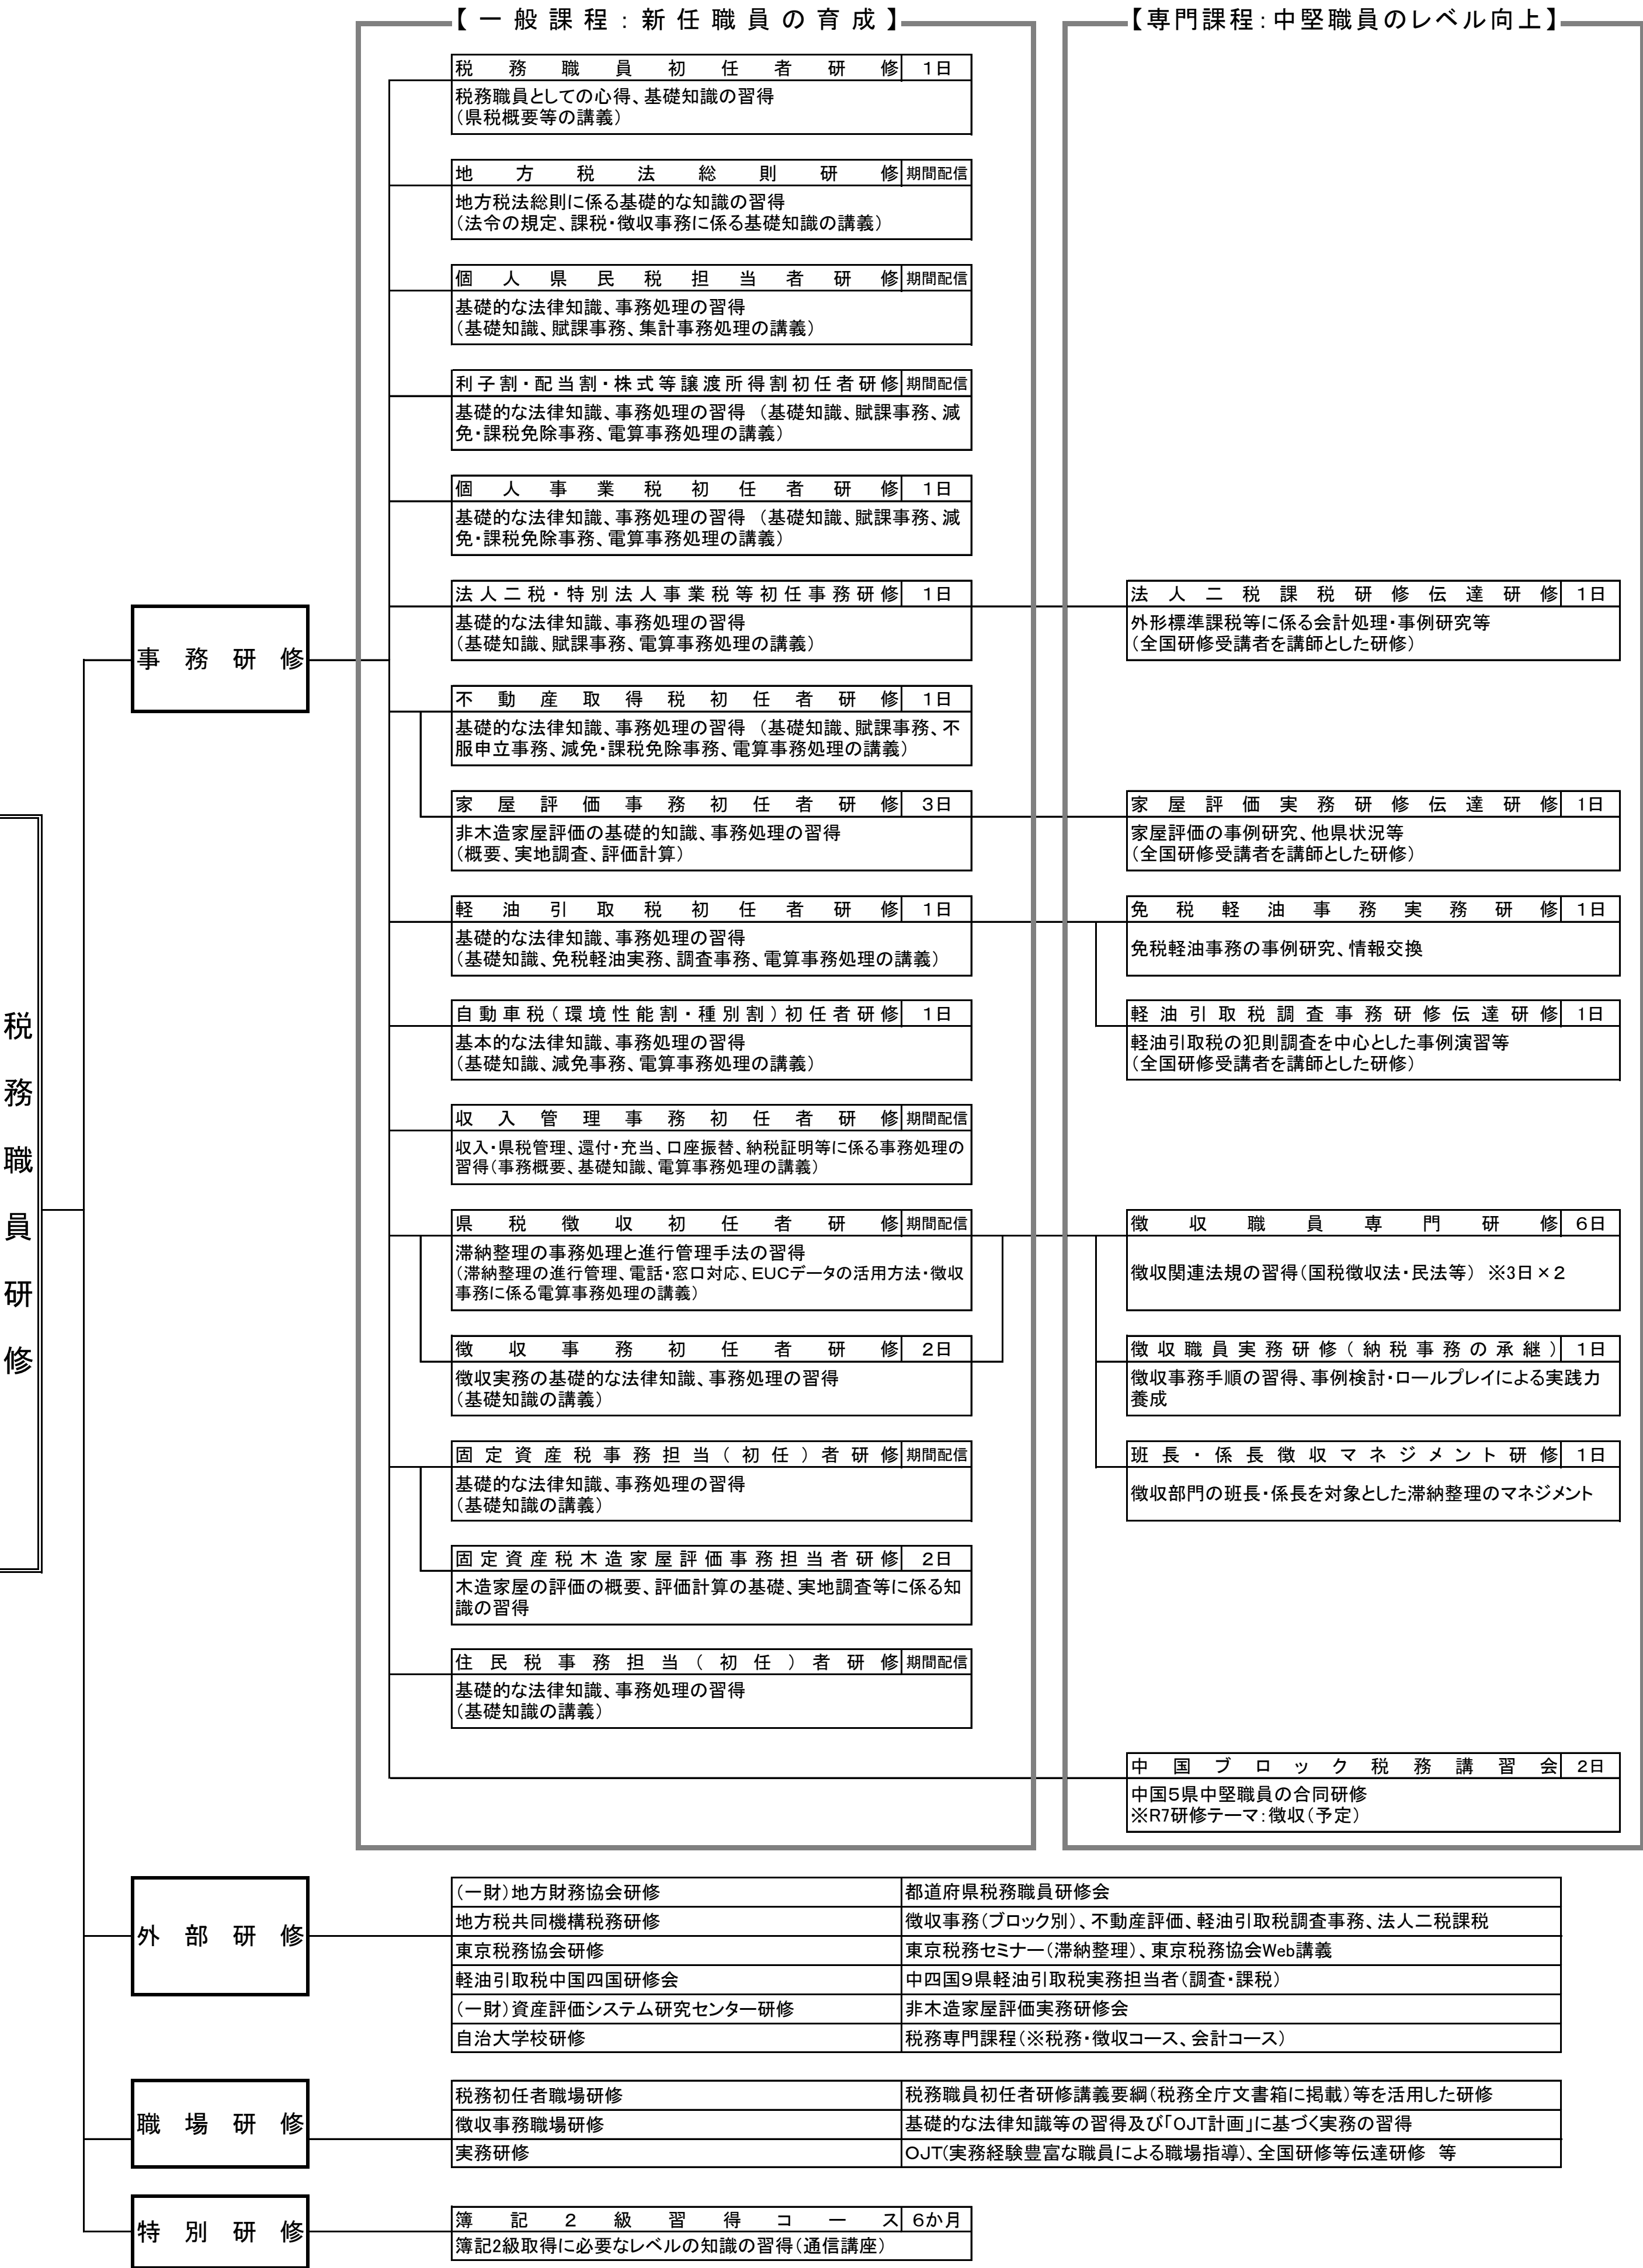 【一般課程：新任職員の育成】
【専門課程：中堅職員のレベル向上】
税務職員研修
事務研修
税務職員初任者研修 1日
税務職員としての心得、基礎知識の習得
（県税概要等の講義）
地方税法総則研修 期間配信
地方税法総則に係る基礎的な知識の習得
（法令の規定、課税・徴収事務に係る基礎知識の講義）
個人県民税担当者研修 期間配信
基礎的な法律知識、事務処理の習得
（基礎知識、賦課事務、集計事務処理の講義）
利子割・配当割・株式等譲渡所得割初任者研修 期間配信
基礎的な法律知識、事務処理の習得 （基礎知識、賦課事務、減
免・課税免除事務、電算事務処理の講義）
個人事業税初任者研修 1日
基礎的な法律知識、事務処理の習得 （基礎知識、賦課事務、減
免・課税免除事務、電算事務処理の講義）
法人二税・特別法人事業税等初任事務研修 1日
基礎的な法律知識、事務処理の習得
（基礎知識、賦課事務、電算事務処理の講義）
法人二税課税研修伝達研修 1日
外形標準課税等に係る会計処理・事例研究等
（全国研修受講者を講師とした研修）
不動産取得税初任者研修 1日
基礎的な法律知識、事務処理の習得 （基礎知識、賦課事務、不
服申立事務、減免・課税免除事務、電算事務処理の講義）
家屋評価事務初任者研修 3日
非木造家屋評価の基礎的知識、事務処理の習得
（概要、実地調査、評価計算）
家屋評価実務研修伝達研修 1日
家屋評価の事例研究、他県状況等
（全国研修受講者を講師とした研修）
軽油引取税初任者研修 1日
基礎的な法律知識、事務処理の習得
（基礎知識、免税軽油実務、調査事務、電算事務処理の講義）
免税軽油事務実務研修 1日
免税軽油事務の事例研究、情報交換
自動車税（環境性能割・種別割）初任者研修 1日
基本的な法律知識、事務処理の習得
（基礎知識、減免事務、電算事務処理の講義）
軽油引取税調査事務研修伝達研修 1日
軽油引取税の犯則調査を中心とした事例演習等
（全国研修受講者を講師とした研修）
収入管理事務初任者研修 期間配信
収入・県税管理、還付・充当、口座振替、納税証明等に係る事務処理の
習得（事務概要、基礎知識、電算事務処理の講義）
県税徴収初任者研修 期間配信
滞納整理の事務処理と進行管理手法の習得
（滞納整理の進行管理、電話・窓口対応、EUCデータの活用方法・徴収
事務に係る電算事務処理の講義）
徴収職員専門研修 6日
徴収関連法規の習得（国税徴収法・民法等） ※3日×２
徴収事務初任者研修 2日
徴収実務の基礎的な法律知識、事務処理の習得
（基礎知識の講義）
徴収職員実務研修（納税事務の承継） 1日
徴収事務手順の習得、事例検討・ロールプレイによる実践力
養成
固定資産税事務担当（初任）者研修 期間配信
基礎的な法律知識、事務処理の習得
（基礎知識の講義）
班長・係長徴収マネジメント研修 1日
徴収部門の班長・係長を対象とした滞納整理のマネジメント
固定資産税木造家屋評価事務担当者研修 2日
木造家屋の評価の概要、評価計算の基礎、実地調査等に係る知
識の習得
住民税事務担当（初任）者研修 期間配信
基礎的な法律知識、事務処理の習得
（基礎知識の講義）
中国ブロック税務講習会 2日
中国５県中堅職員の合同研修
※R7研修テーマ：徴収（予定）
外部研修
（一財）地方財務協会研修 都道府県税務職員研修会
地方税共同機構税務研修 徴収事務（ブロック別）、不動産評価、軽油引取税調査事務、法人二税課税
東京税務協会研修 東京税務セミナー（滞納整理）、東京税務協会Web講義
軽油引取税中国四国研修会 中四国９県軽油引取税実務担当者（調査・課税）
（一財）資産評価システム研究センター研修 非木造家屋評価実務研修会
自治大学校研修 税務専門課程（※税務・徴収コース、会計コース）
職場研修
税務初任者職場研修 税務職員初任者研修講義要綱（税務全庁文書箱に掲載）等を活用した研修
徴収事務職場研修 基礎的な法律知識等の習得及び「OJT計画」に基づく実務の習得
実務研修 OJT(実務経験豊富な職員による職場指導)、全国研修等伝達研修　等
特別研修
簿記２級習得コース 6か月
簿記2級取得に必要なレベルの知識の習得（通信講座）